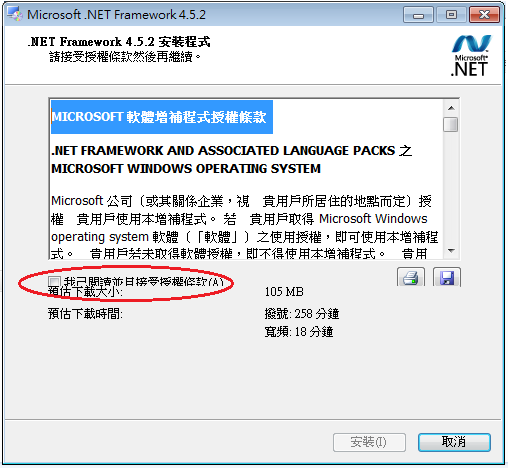 Microsoft .NET Framework 4.5.2
.NET Framework 4.5.2 安裝程式
請接受授權條款然後再繼續。
Microsoft®
.NET
MICROSOFT 軟體增補程式授權條款
.NET FRAMEWORK AND ASSOCIATED LANGUAGE PACKS 之
MICROSOFT WINDOWS OPERATING SYSTEM
Microsoft 公司（或其關係企業，視 貴用戶所居住的地點而定）授
權 貴用戶使用本增補程式。若 貴用戶取得 Microsoft Windows
operating system 軟體（「軟體」）之使用授權，即可使用本增補程
式。 貴用戶若未取得軟體授權，即不得使用本增補程式。 貴用
我已閱讀並且接受授權條款(A)
預估下載大小: 105 MB
預估下載時間: 撥號: 258 分鐘
寬頻: 18 分鐘
安裝(I) 取消